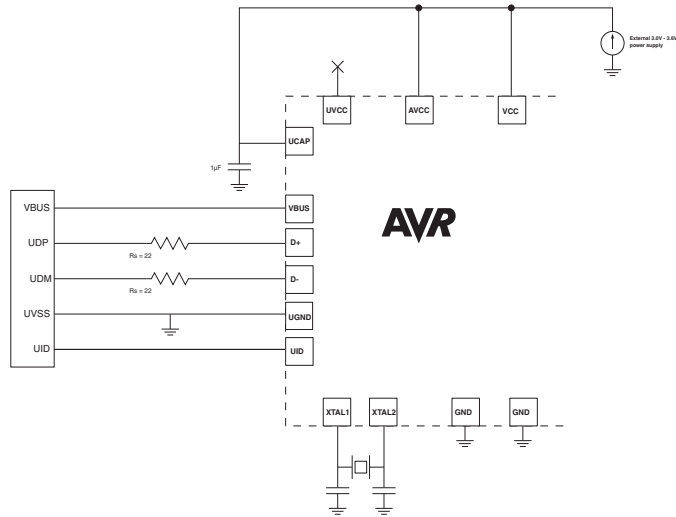 External 3.0V - 3.6V
power supply
UVCC
AVCC
VCC
UCAP
1µF
VBUS
VBUS
AVR
UDP
Rs = 22
D+
UDM
Rs = 22
D-
UVSS
UGND
UID
UID
XTAL1
XTAL2
GND
GND